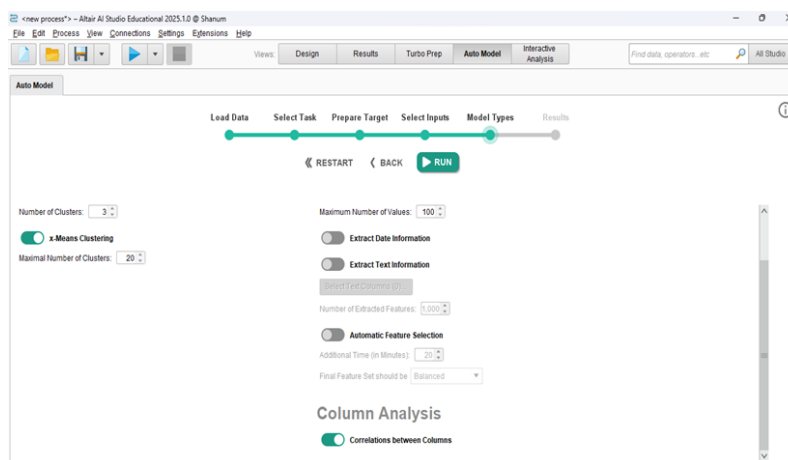 <new process*> – Altair AI Studio Educational 2025.1.0 @ Shanum
File Edit Process View Connections Settings Extensions Help
Views: Design Results Turbo Prep Auto Model Interactive Analysis Find data, operators...etc All Studio
Auto Model
Load Data Select Task Prepare Target Select Inputs Model Types Results
RESTART BACK RUN
Number of Clusters: 3
x-Means Clustering
Maximal Number of Clusters: 20
Maximum Number of Values: 100
Extract Date Information
Extract Text Information
Select Text Columns (0)...
Number of Extracted Features: 1,000
Automatic Feature Selection
Additional Time (in Minutes): 20
Final Feature Set should be Balanced
Column Analysis
Correlations between Columns